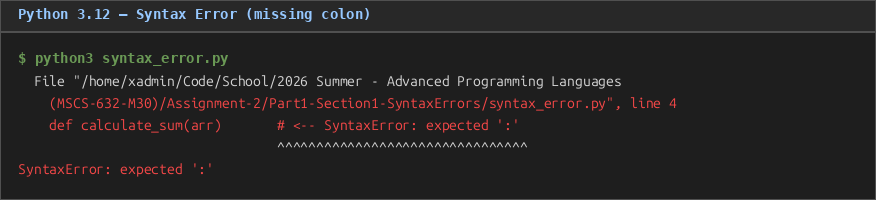 Python 3.12 — Syntax Error (missing colon)
$ python3 syntax_error.py
File "/home/xadmin/Code/School/2026 Summer - Advanced Programming Languages
(MSCS-632-M30)/Assignment-2/Part1-Section1-SyntaxErrors/syntax_error.py", line 4
def calculate_sum(arr)       # <-- SyntaxError: expected ':'
^^^^^^^^^^^^^^^^^^^^^^^^^^^^^^^^
SyntaxError: expected ':'